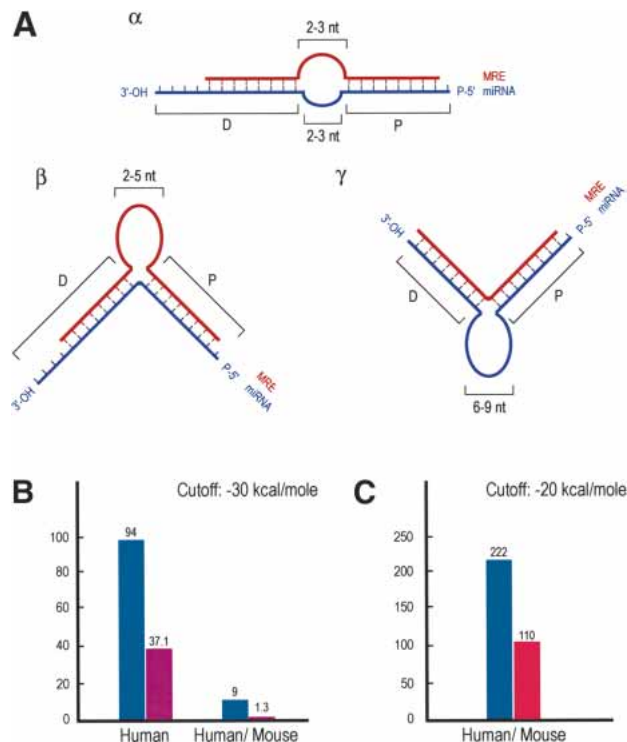 A
α
2-3 nt
MRE
3'-OH
P-5' miRNA
D
P
2-3 nt
β
2-5 nt
D
P
3'-OH
P-5' miRNA
MRE
γ
3'-OH
MRE
P-5' miRNA
D
P
6-9 nt
B
Cutoff: -30 kcal/mole
100
80
60
40
20
0
94
37.1
9
1.3
Human
Human/ Mouse
C
Cutoff: -20 kcal/mole
250
200
150
100
50
0
222
110
Human/ Mouse